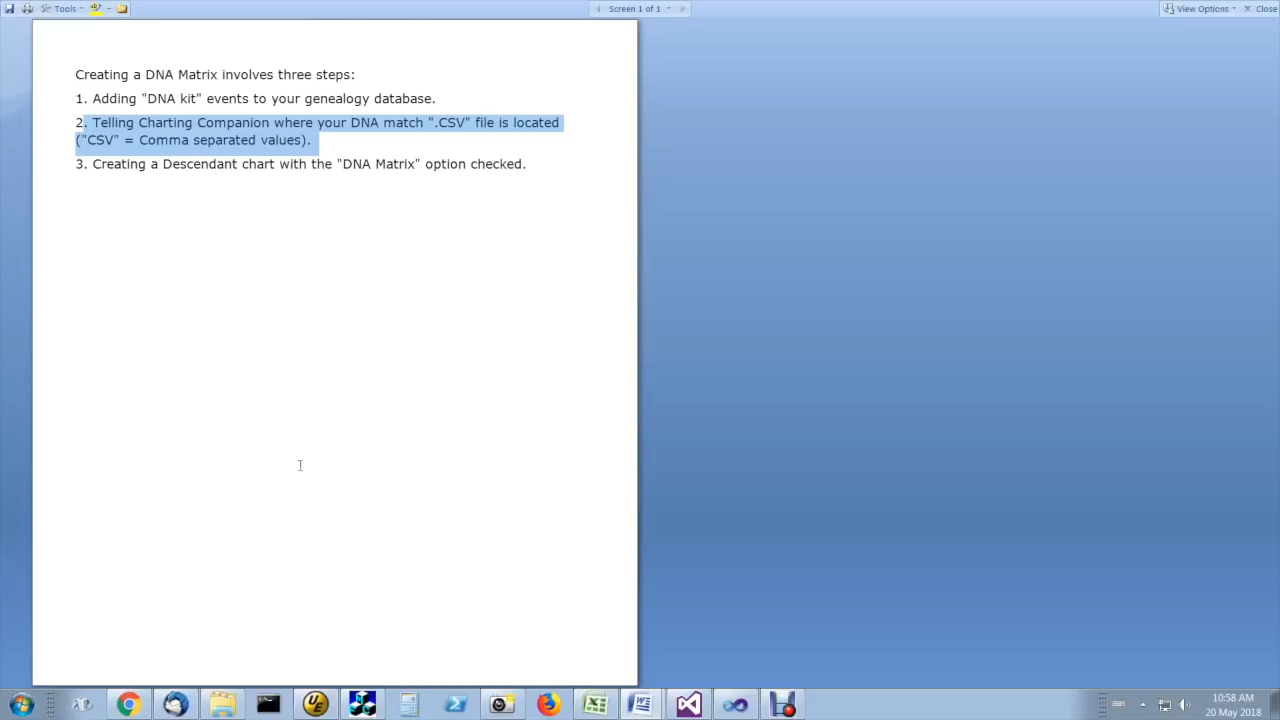 Tools
Screen 1 of 1
View Options
Close
Creating a DNA Matrix involves three steps:
1. Adding "DNA kit" events to your genealogy database.
2. Telling Charting Companion where your DNA match ".CSV" file is located
("CSV" = Comma separated values).
3. Creating a Descendant chart with the "DNA Matrix" option checked.
10:58 AM
20 May 2018